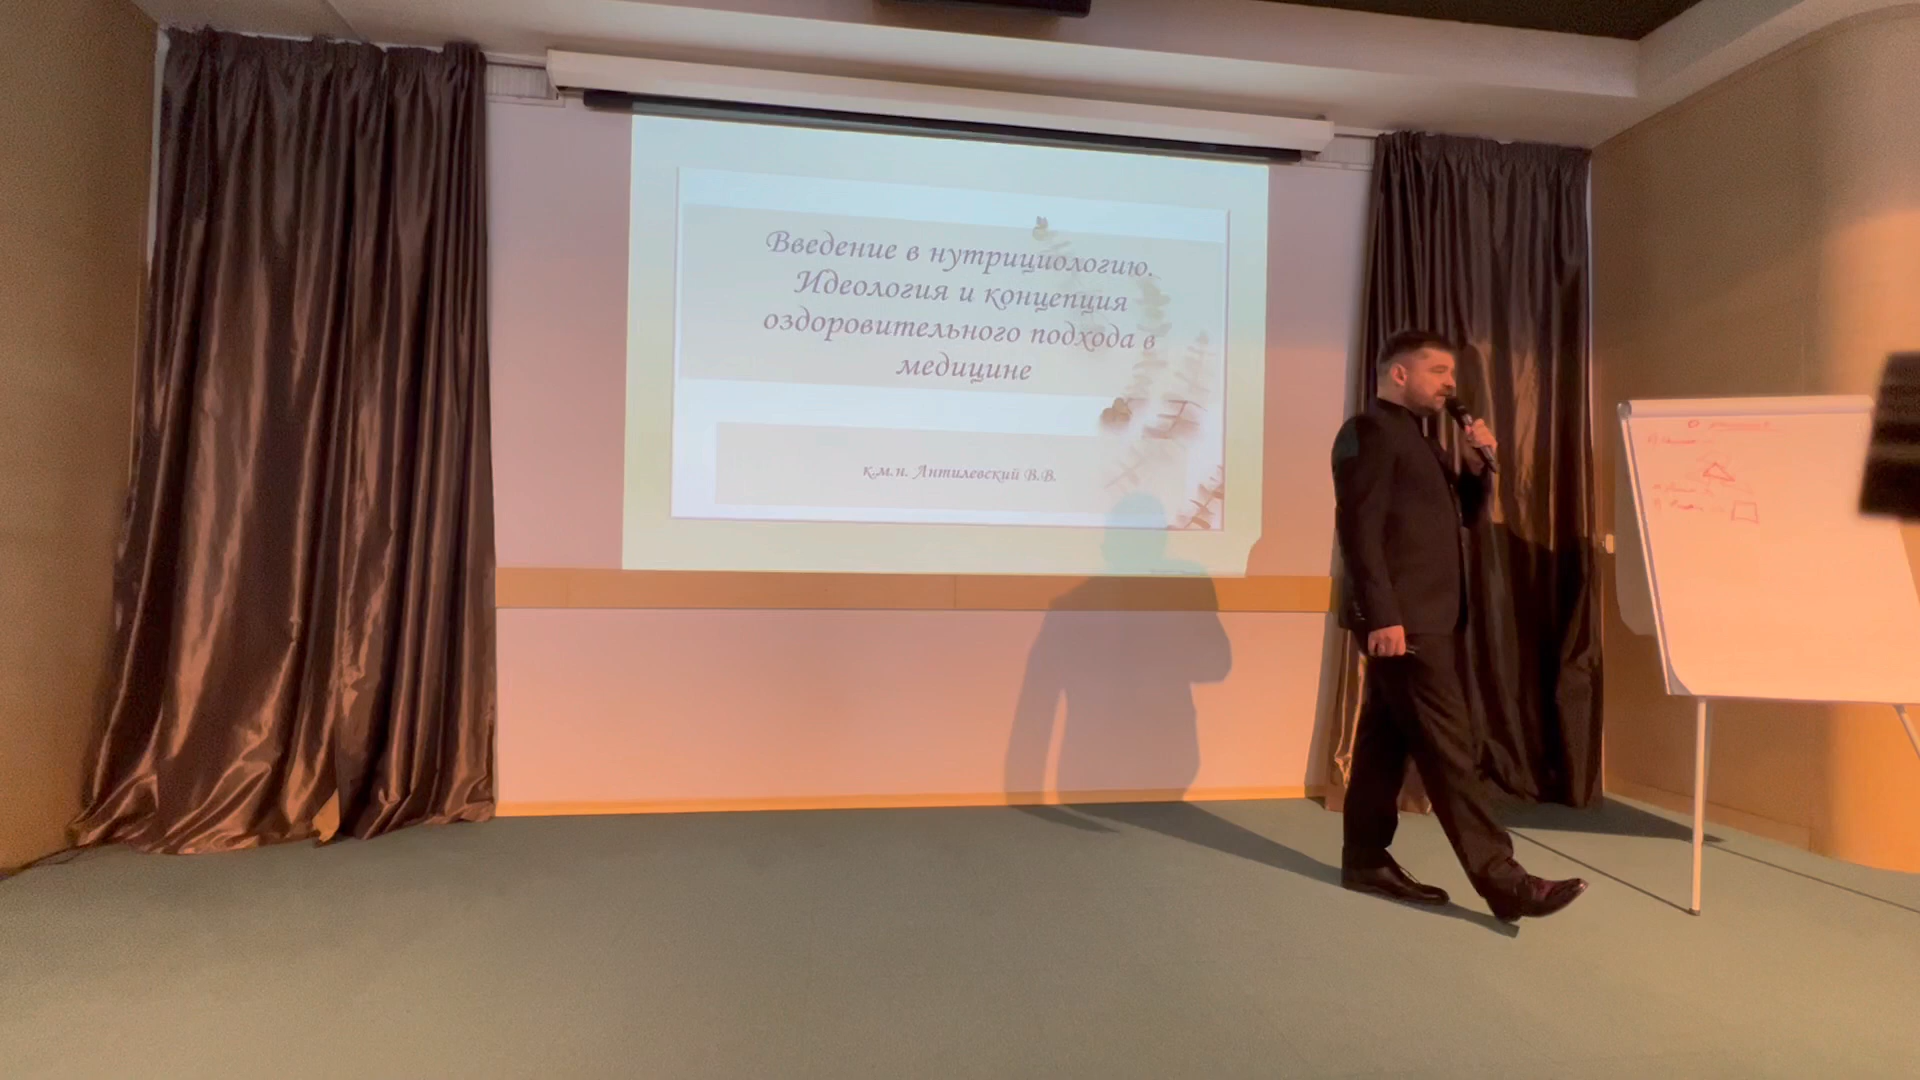 Введение в нутрициологию.
Идеология и концепция
оздоровительного подхода в
медицине
к.м.н. Антилевский В.В.